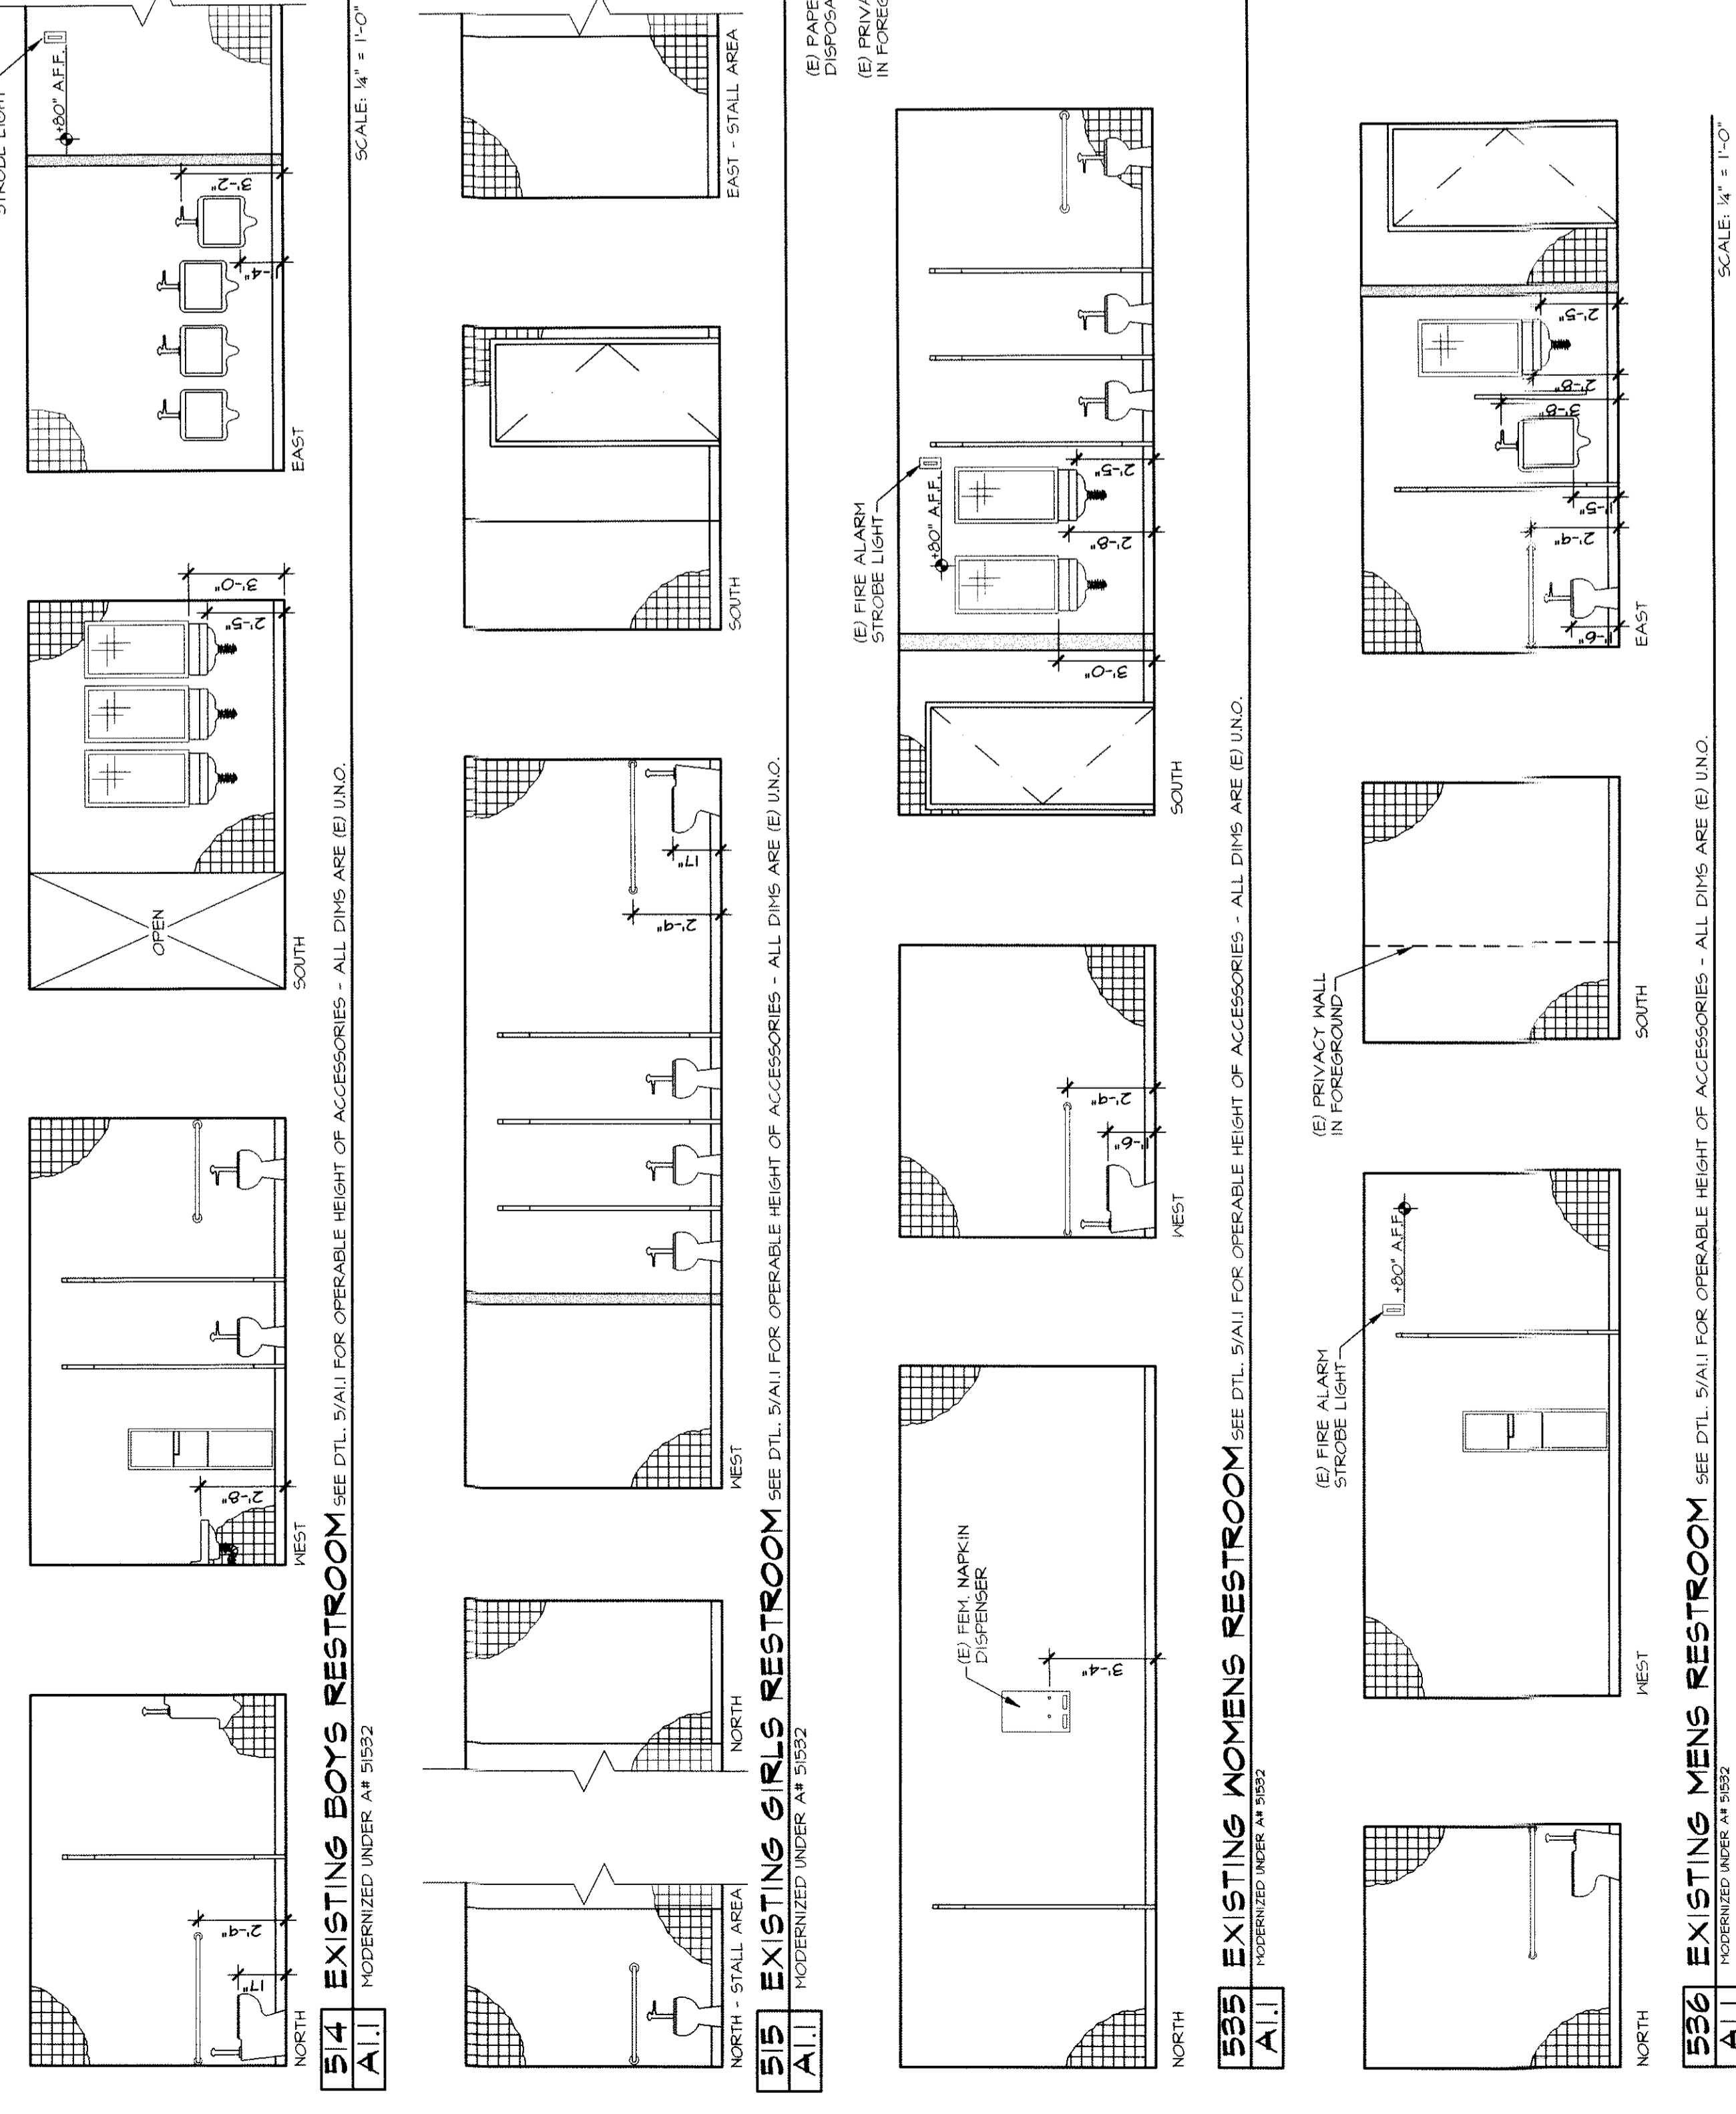 NORTH
2'-9"
17"
WEST
2'-8"
SOUTH
OPEN
3'-0"
2'-5"
EAST
3'-2"
1'-4"
+80" A.F.F.
514
A1.1
EXISTING BOYS RESTROOM SEE DTL. 5/A1.1 FOR OPERABLE HEIGHT OF ACCESSORIES - ALL DIMS ARE (E) U.N.O.
MODERNIZED UNDER A# 51532
SCALE: 1/4" = 1'-0"
NORTH - STALL AREA
NORTH
WEST
2'-9"
17"
SOUTH
EAST - STALL AREA
515
A1.1
EXISTING GIRLS RESTROOM SEE DTL. 5/A1.1 FOR OPERABLE HEIGHT OF ACCESSORIES - ALL DIMS ARE (E) U.N.O.
MODERNIZED UNDER A# 51532
NORTH
(E) FEM. NAPKIN
DISPENSER
3'-4"
WEST
1'-6"
2'-9"
SOUTH
3'-0"
(E) FIRE ALARM
STROBE LIGHT
+80" A.F.F.
2'-8"
2'-5"
(E)
DISPOSA
(E)
IN
535
A1.1
EXISTING WOMENS RESTROOM SEE DTL. 5/A1.1 FOR OPERABLE HEIGHT OF ACCESSORIES - ALL DIMS ARE (E) U.N.O.
MODERNIZED UNDER A# 51532
NORTH
WEST
(E) FIRE ALARM
STROBE LIGHT
+80" A.F.F.
(E) PRIVACY WALL
IN FOREGROUND
SOUTH
EAST
1'-6"
2'-9"
1'-5"
3'-8"
2'-8"
2'-5"
536
A1.1
EXISTING MENS RESTROOM SEE DTL. 5/A1.1 FOR OPERABLE HEIGHT OF ACCESSORIES - ALL DIMS ARE (E) U.N.O.
MODERNIZED UNDER A# 51532
SCALE: 1/4" = 1'-0"